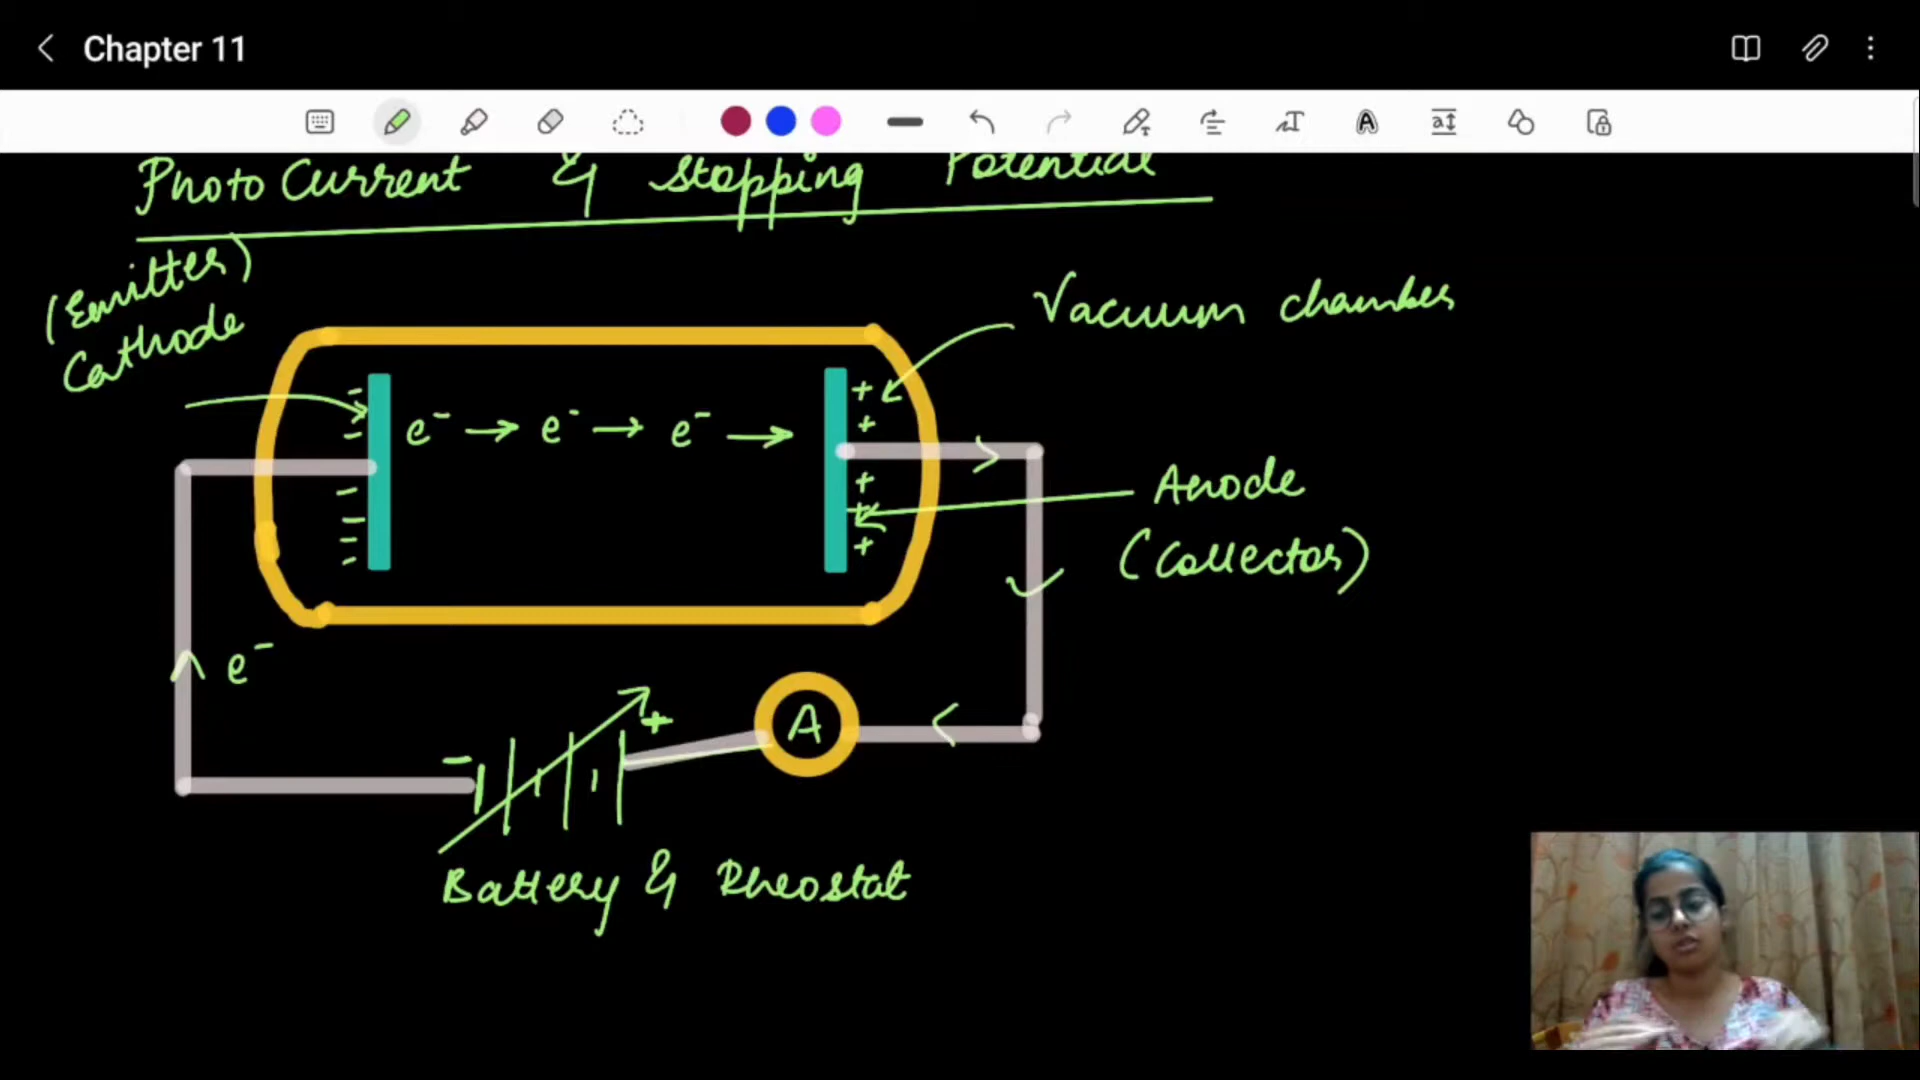 Chapter 11
Photo Current & Stopping Potential
(Emitter)
Cathode
Vacuum chamber
- - - - - -
+ + + + +
e⁻ → e⁻ → e⁻ →
Anode
(Collector)
e⁻
- +
A
Battery & Rheostat